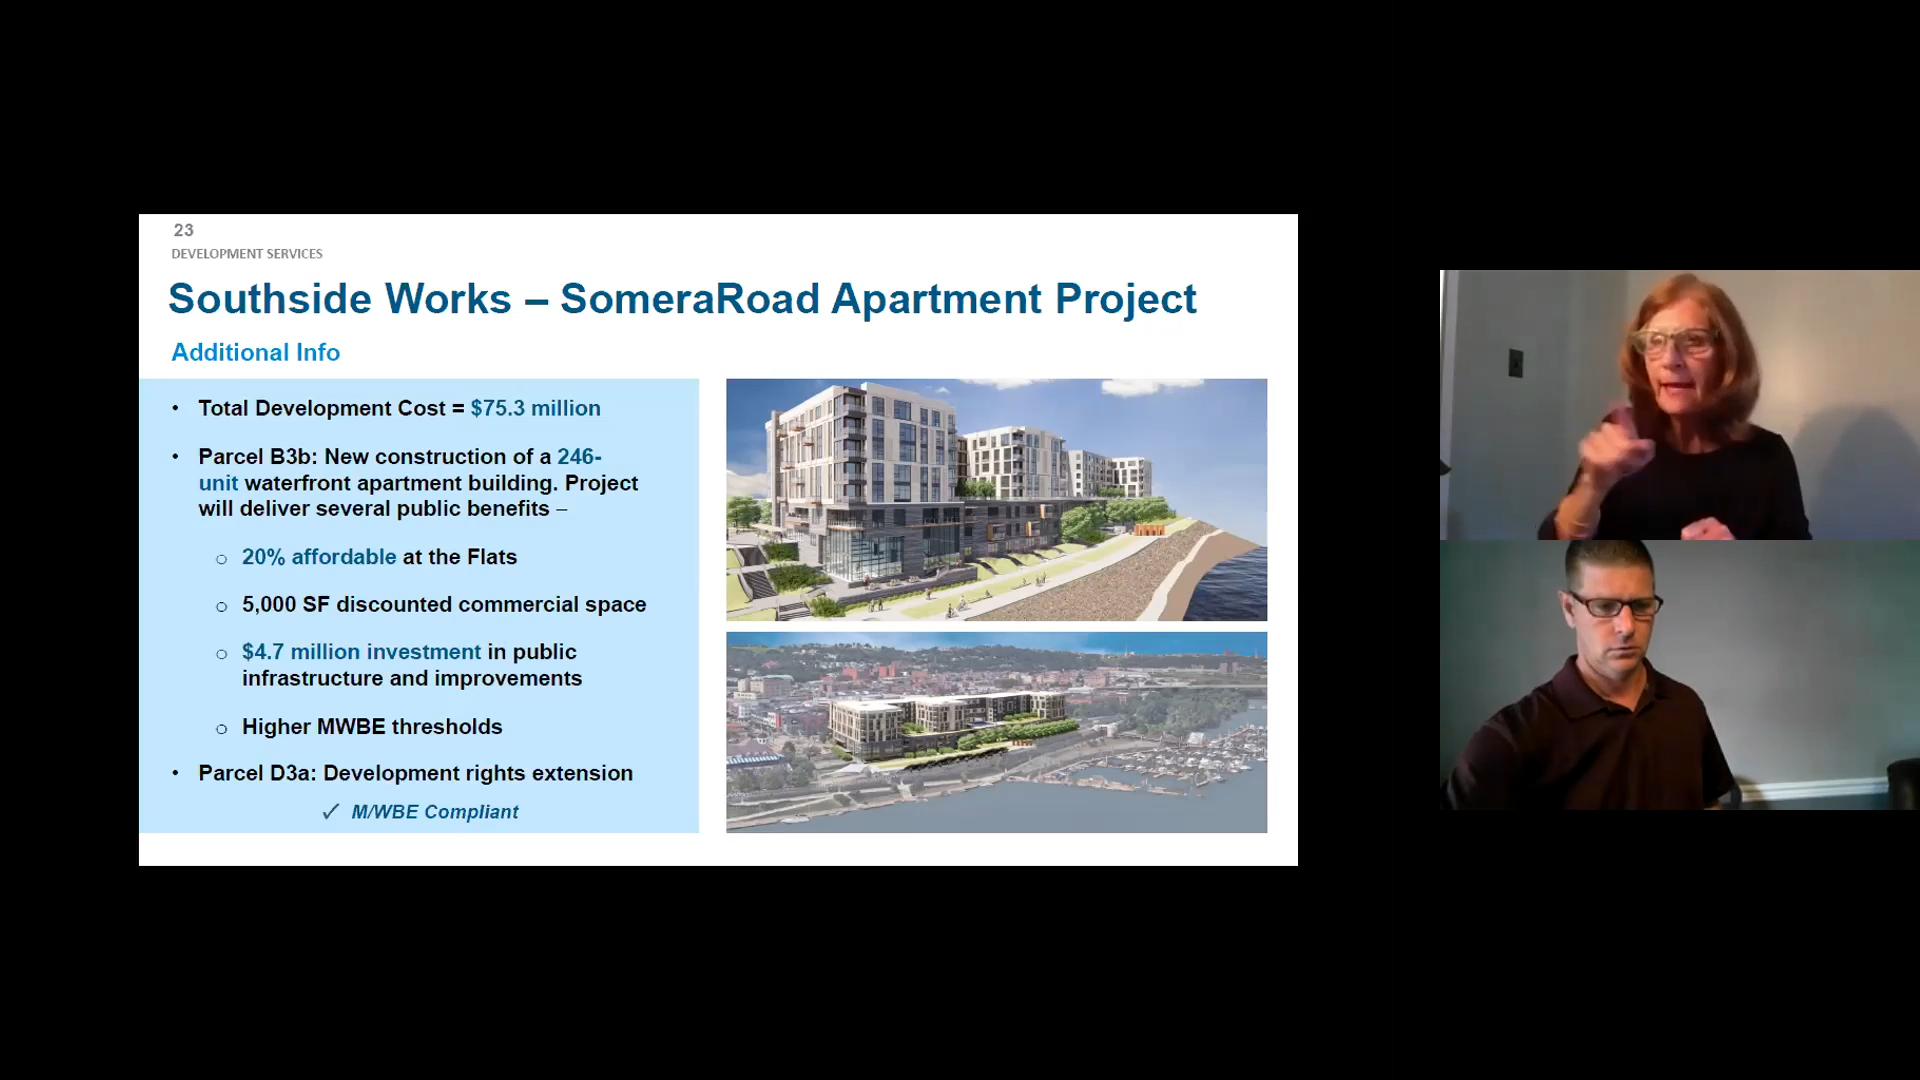 23
DEVELOPMENT SERVICES
Southside Works – SomeraRoad Apartment Project
Additional Info
• Total Development Cost = $75.3 million
• Parcel B3b: New construction of a 246-
unit waterfront apartment building. Project
will deliver several public benefits –
o 20% affordable at the Flats
o 5,000 SF discounted commercial space
o $4.7 million investment in public
infrastructure and improvements
o Higher MWBE thresholds
• Parcel D3a: Development rights extension
✓ M/WBE Compliant